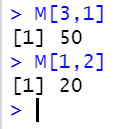 > M[3,1]
[1] 50
> M[1,2]
[1] 20
>